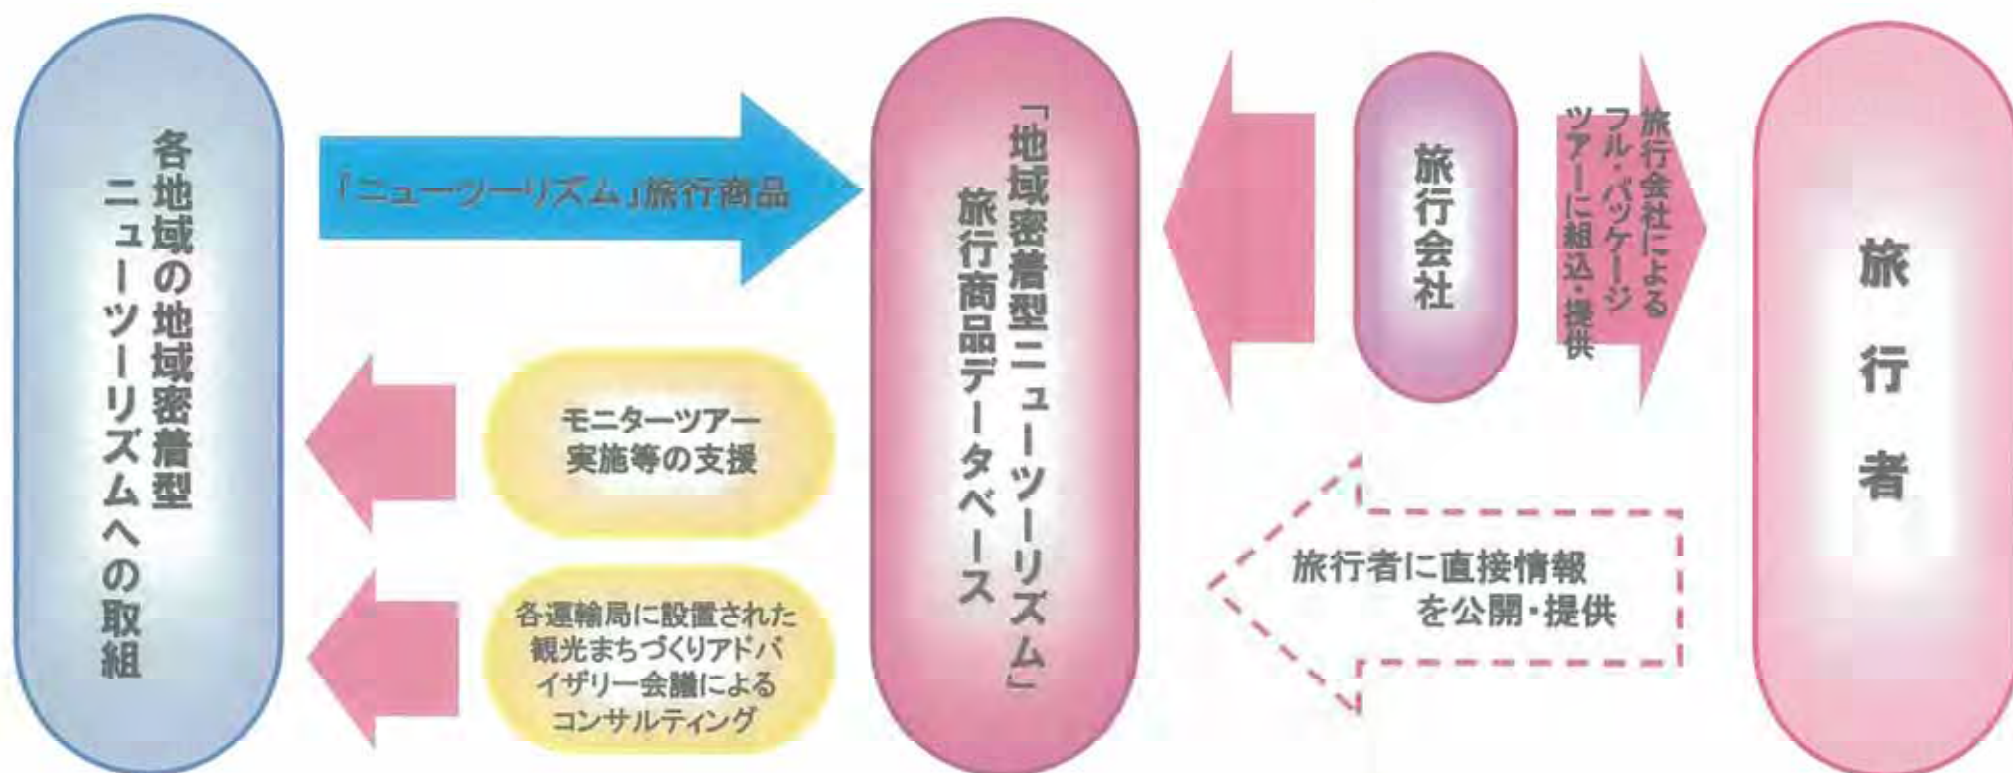 各地域の地域密着型
ニューツーリズムへの取組
「ニューツーリズム」旅行商品
モニターツアー
実施等の支援
各運輸局に設置された
観光まちづくりアドバ
イザリー会議による
コンサルティング
「地域密着型ニューツーリズム」
旅行商品データベース
旅行会社
旅行会社による
フル・パッケージ
ツアーに組込・提供
旅行者に直接情報
を公開・提供
旅行者